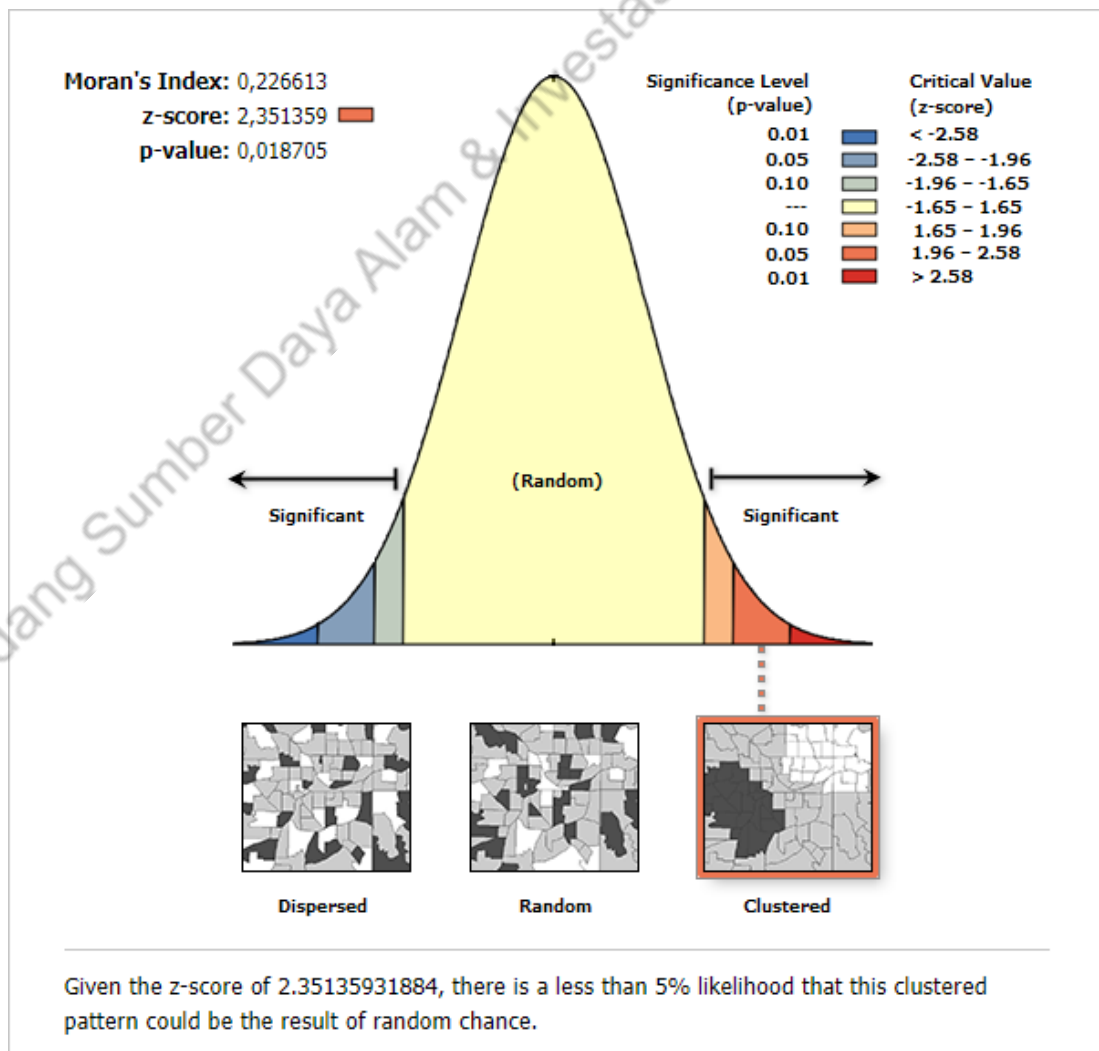 Moran's Index: 0,226613
z-score: 2,351359
p-value: 0,018705
Significance Level
(p-value)
Critical Value
(z-score)
0.01 < -2.58
0.05 -2.58 – -1.96
0.10 -1.96 – -1.65
--- -1.65 – 1.65
0.10 1.65 – 1.96
0.05 1.96 – 2.58
0.01 > 2.58
Sumber Daya Alam &
(Random)
Significant
Significant
Dispersed
Random
Clustered
Given the z-score of 2.35135931884, there is a less than 5% likelihood that this clustered
pattern could be the result of random chance.